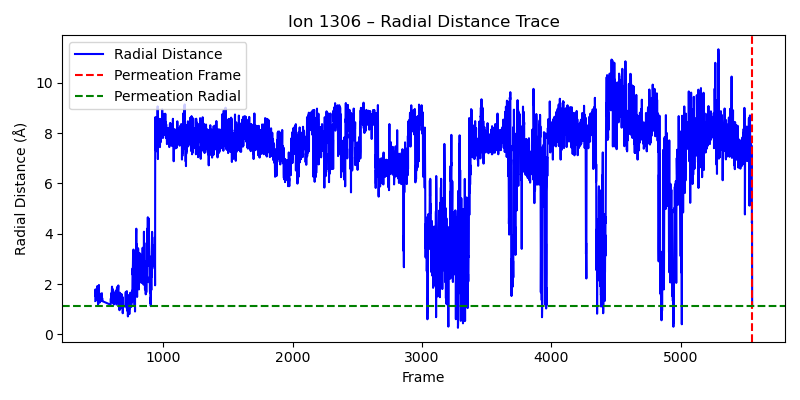 Ion 1306 – Radial Distance Trace
Radial Distance
Permeation Frame
Permeation Radial
Radial Distance (Å)
10
8
6
4
2
0
1000 2000 3000 4000 5000
Frame